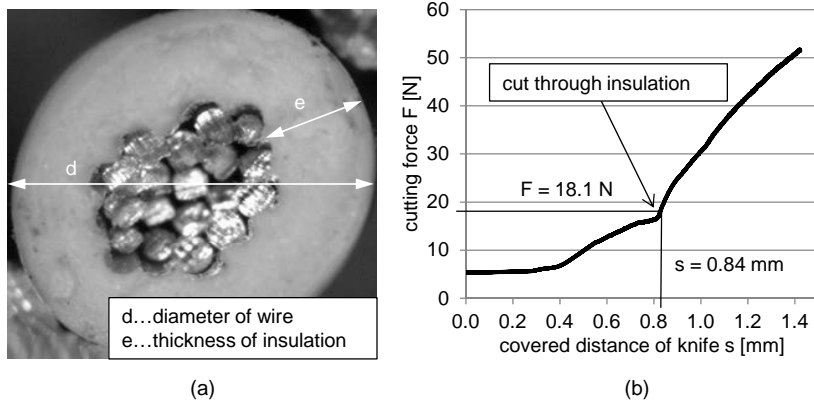 d
e
d...diameter of wire
e...thickness of insulation
(a)
(b)
60
50
40
30
20
10
0
cutting force F [N]
cut through insulation
F = 18.1 N
s = 0.84 mm
0.0 0.2 0.4 0.6 0.8 1.0 1.2 1.4
covered distance of knife s [mm]